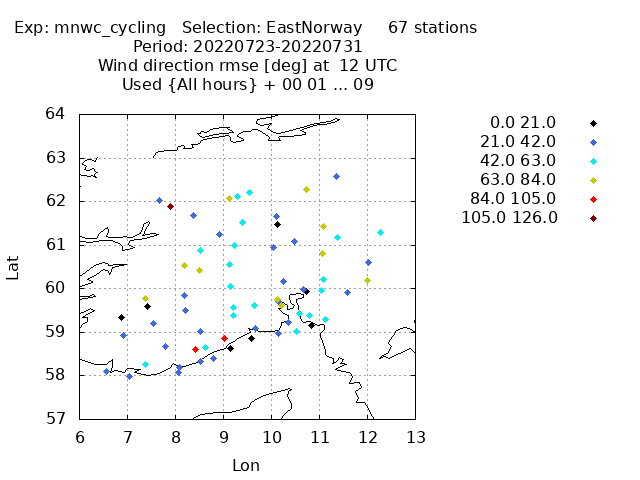 Exp: mnwc_cycling Selection: EastNorway 67 stations
Period: 20220723-20220731
Wind direction rmse [deg] at 12 UTC
Used {All hours} + 00 01 ... 09
0.0 21.0
21.0 42.0
42.0 63.0
63.0 84.0
84.0 105.0
105.0 126.0
64
63
62
61
60
59
58
57
Lat
6 7 8 9 10 11 12 13
Lon